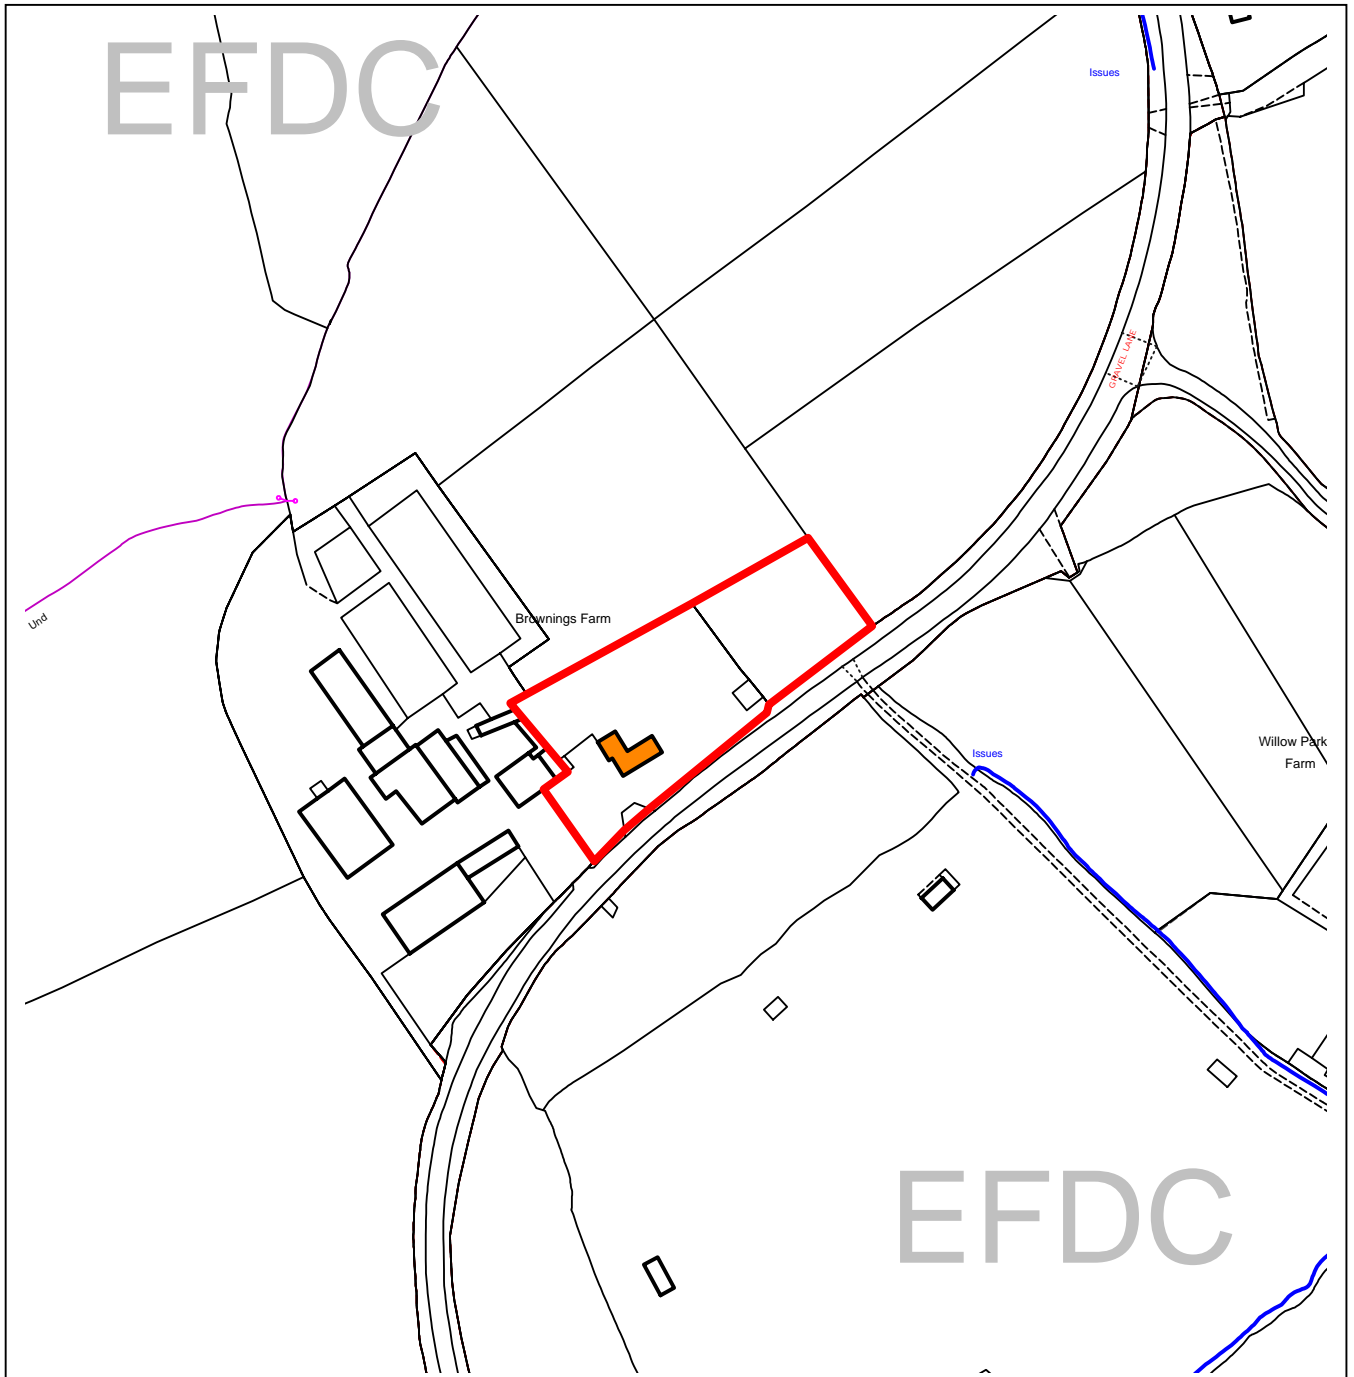 EFDC
Issues
GRAVEL LANE
Und
Brownings Farm
Willow Park
Farm
Issues
EFDC